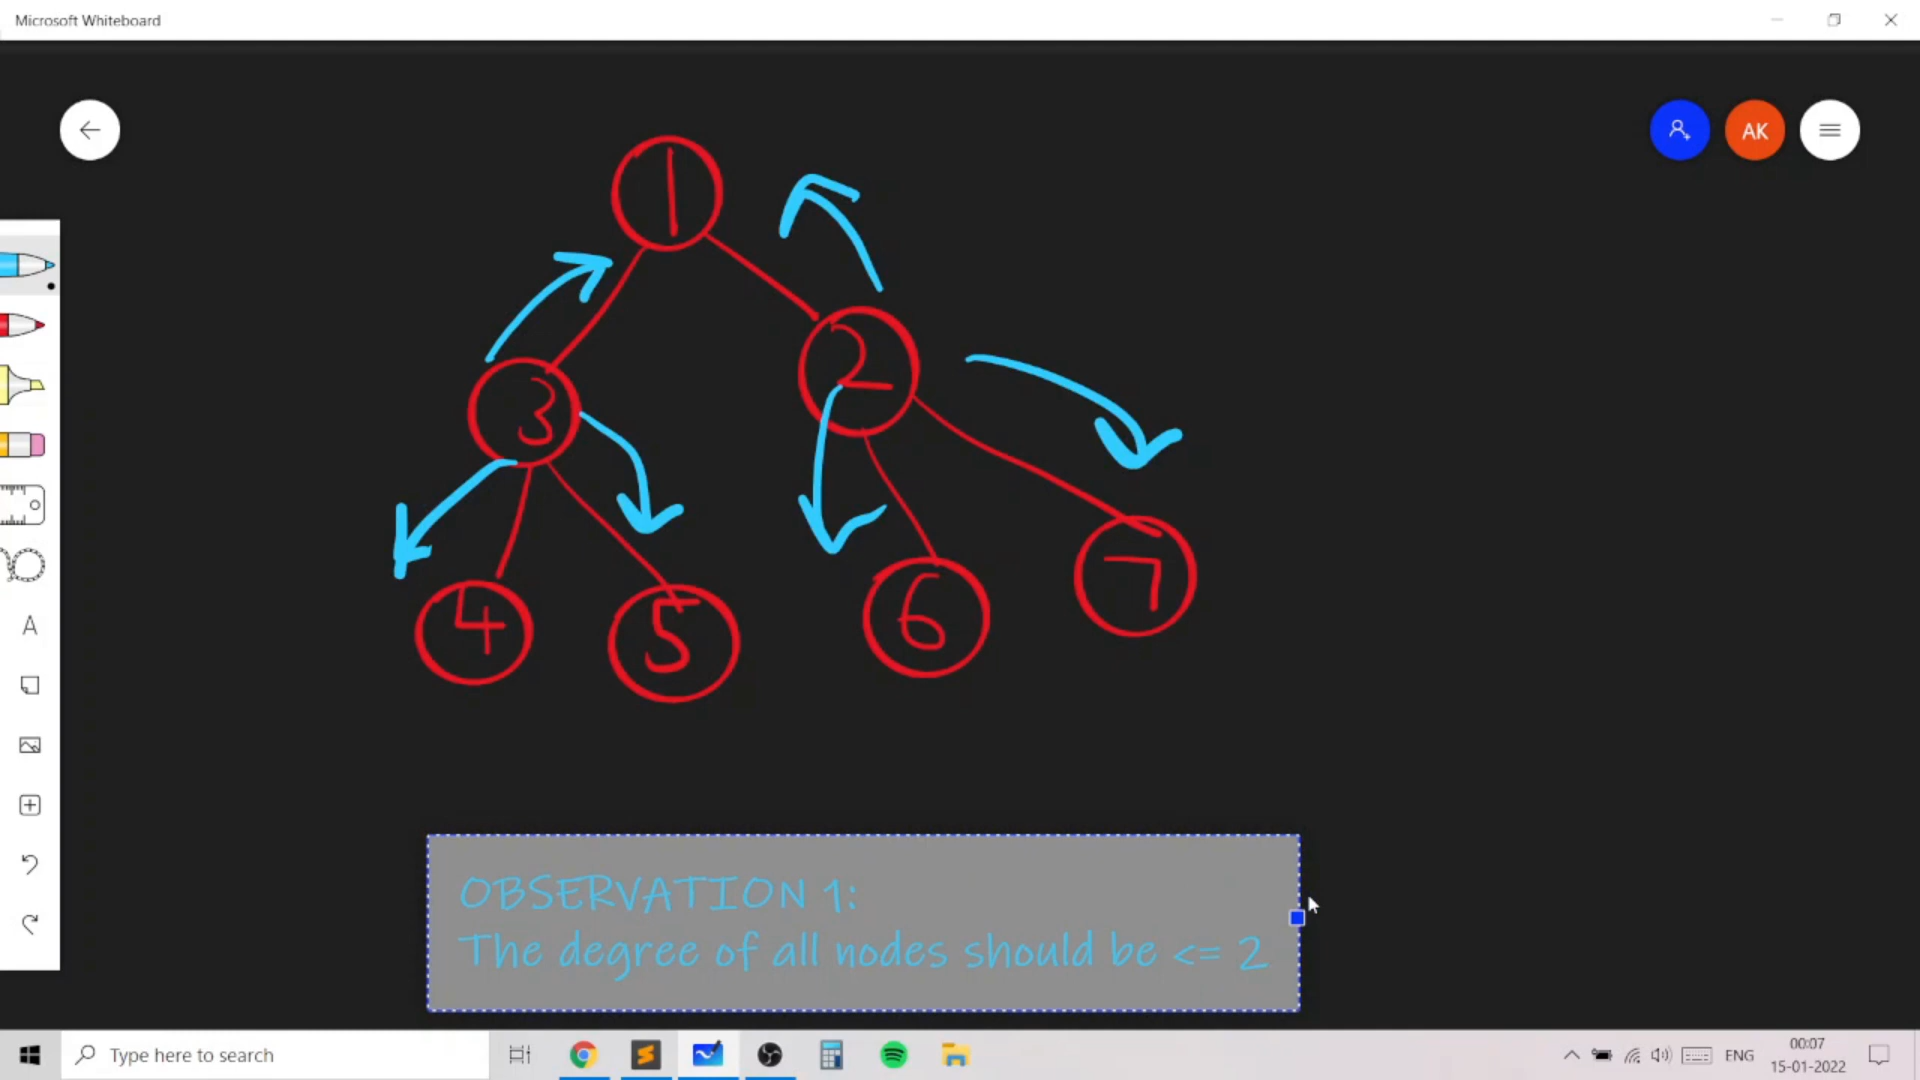 Microsoft Whiteboard
AK
1
2
3
4
5
6
7
A
OBSERVATION 1:
The degree of all nodes should be <= 2
Type here to search
ENG
00:07
15-01-2022